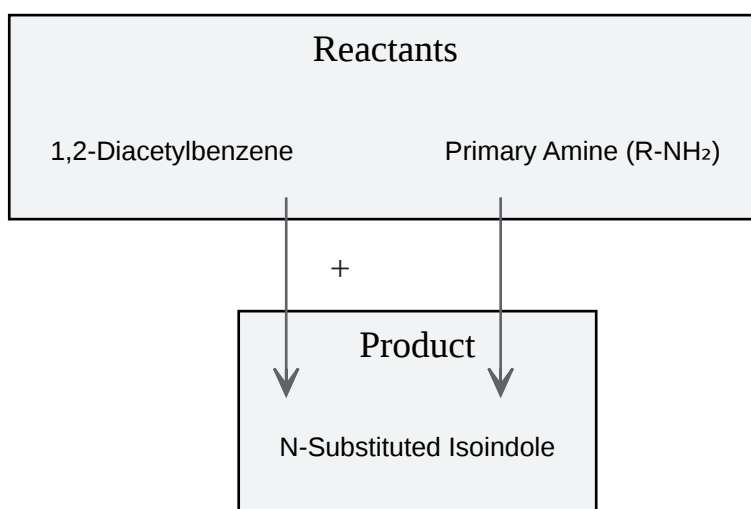 Reactants
1,2-Diacetylbenzene
Primary Amine (R-NH₂)
+
Product
N-Substituted Isoindole